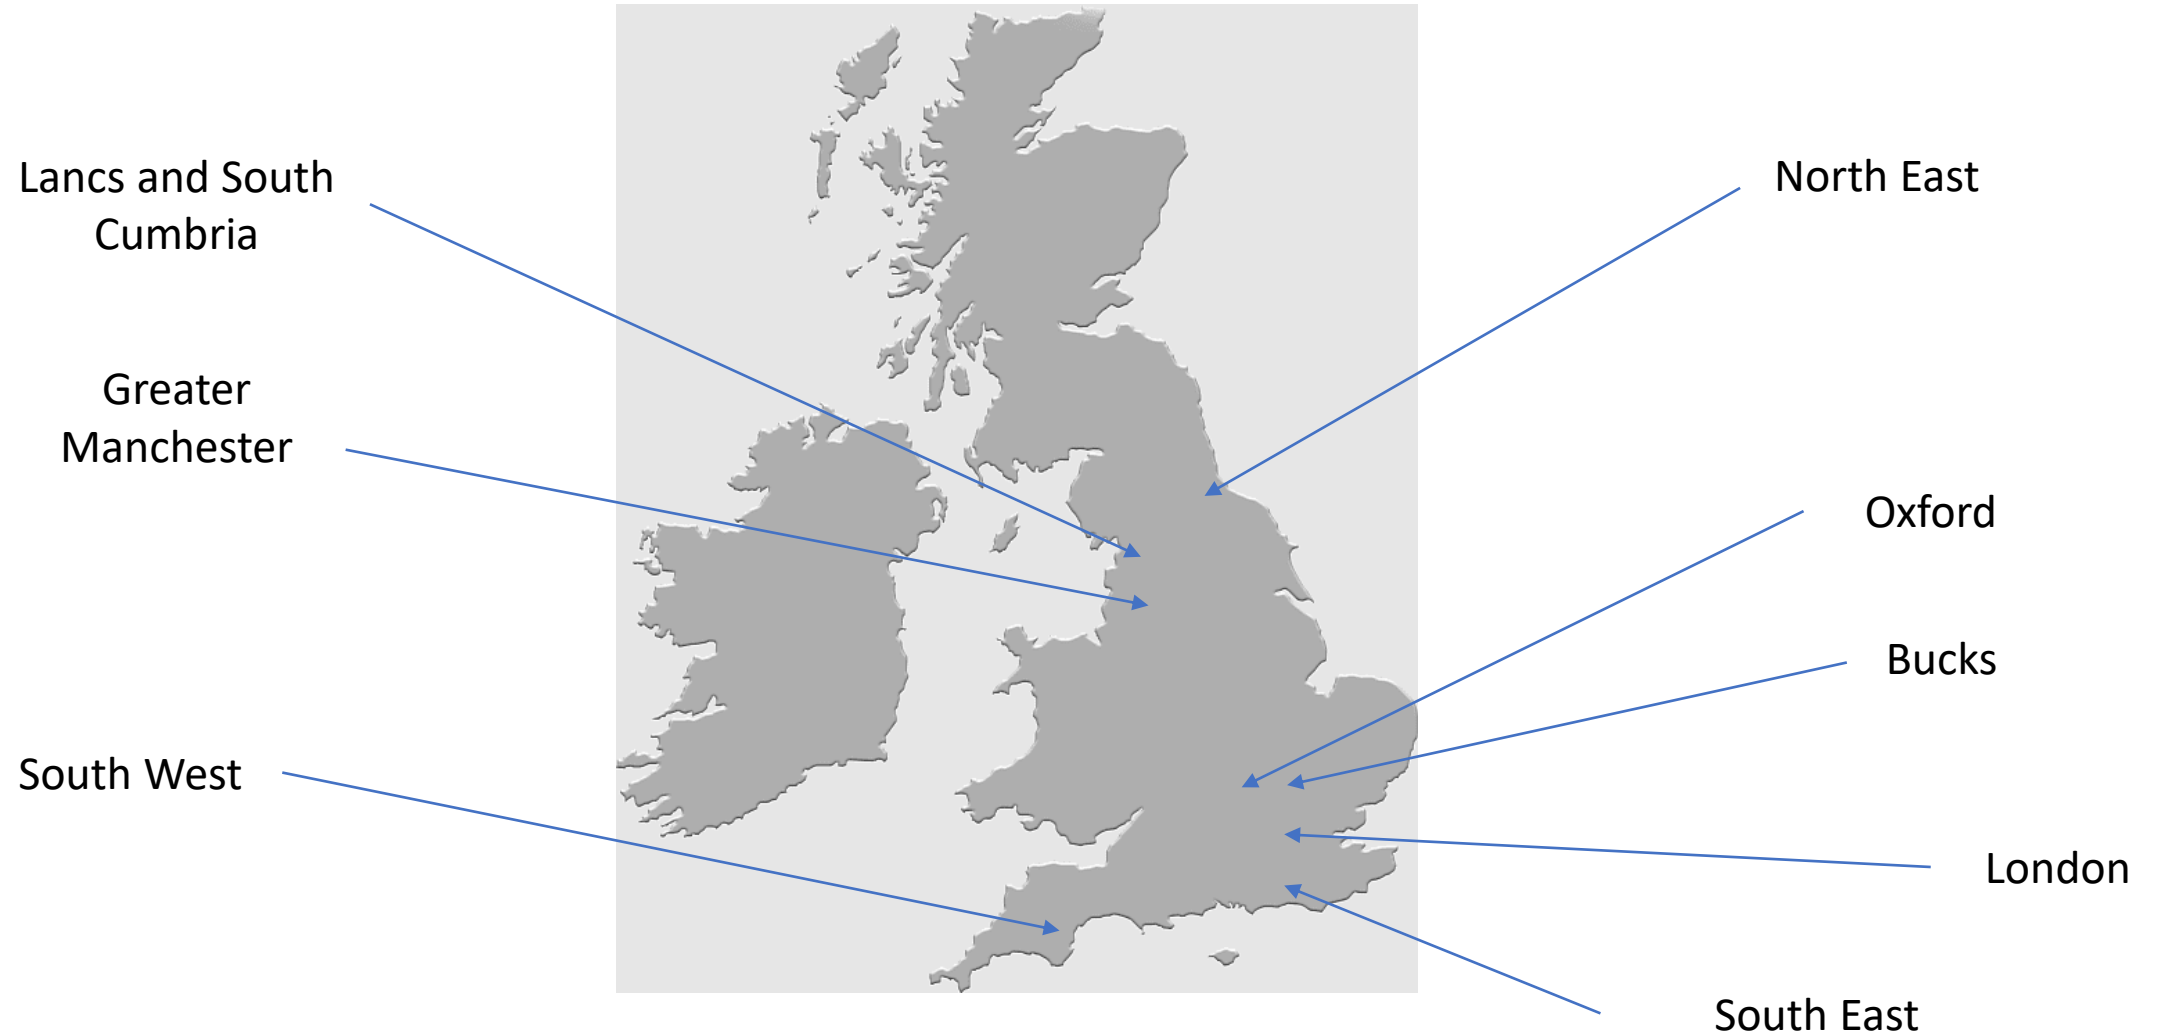 Lancs and South
Cumbria
Greater
Manchester
South West
North East
Oxford
Bucks
London
South East